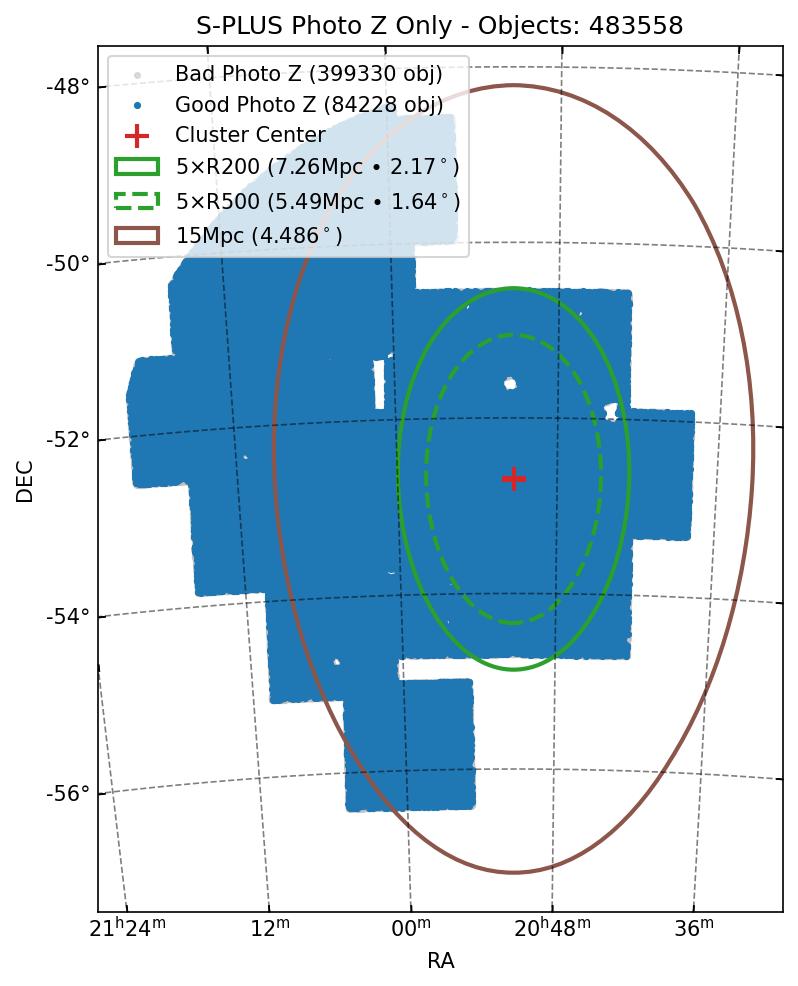 S-PLUS Photo Z Only - Objects: 483558
Bad Photo Z (399330 obj)
Good Photo Z (84228 obj)
Cluster Center
5×R200 (7.26Mpc • 2.17°)
5×R500 (5.49Mpc • 1.64°)
15Mpc (4.486°)
-48°
-50°
-52°
-54°
-56°
DEC
21h24m 12m 00m 20h48m 36m
RA